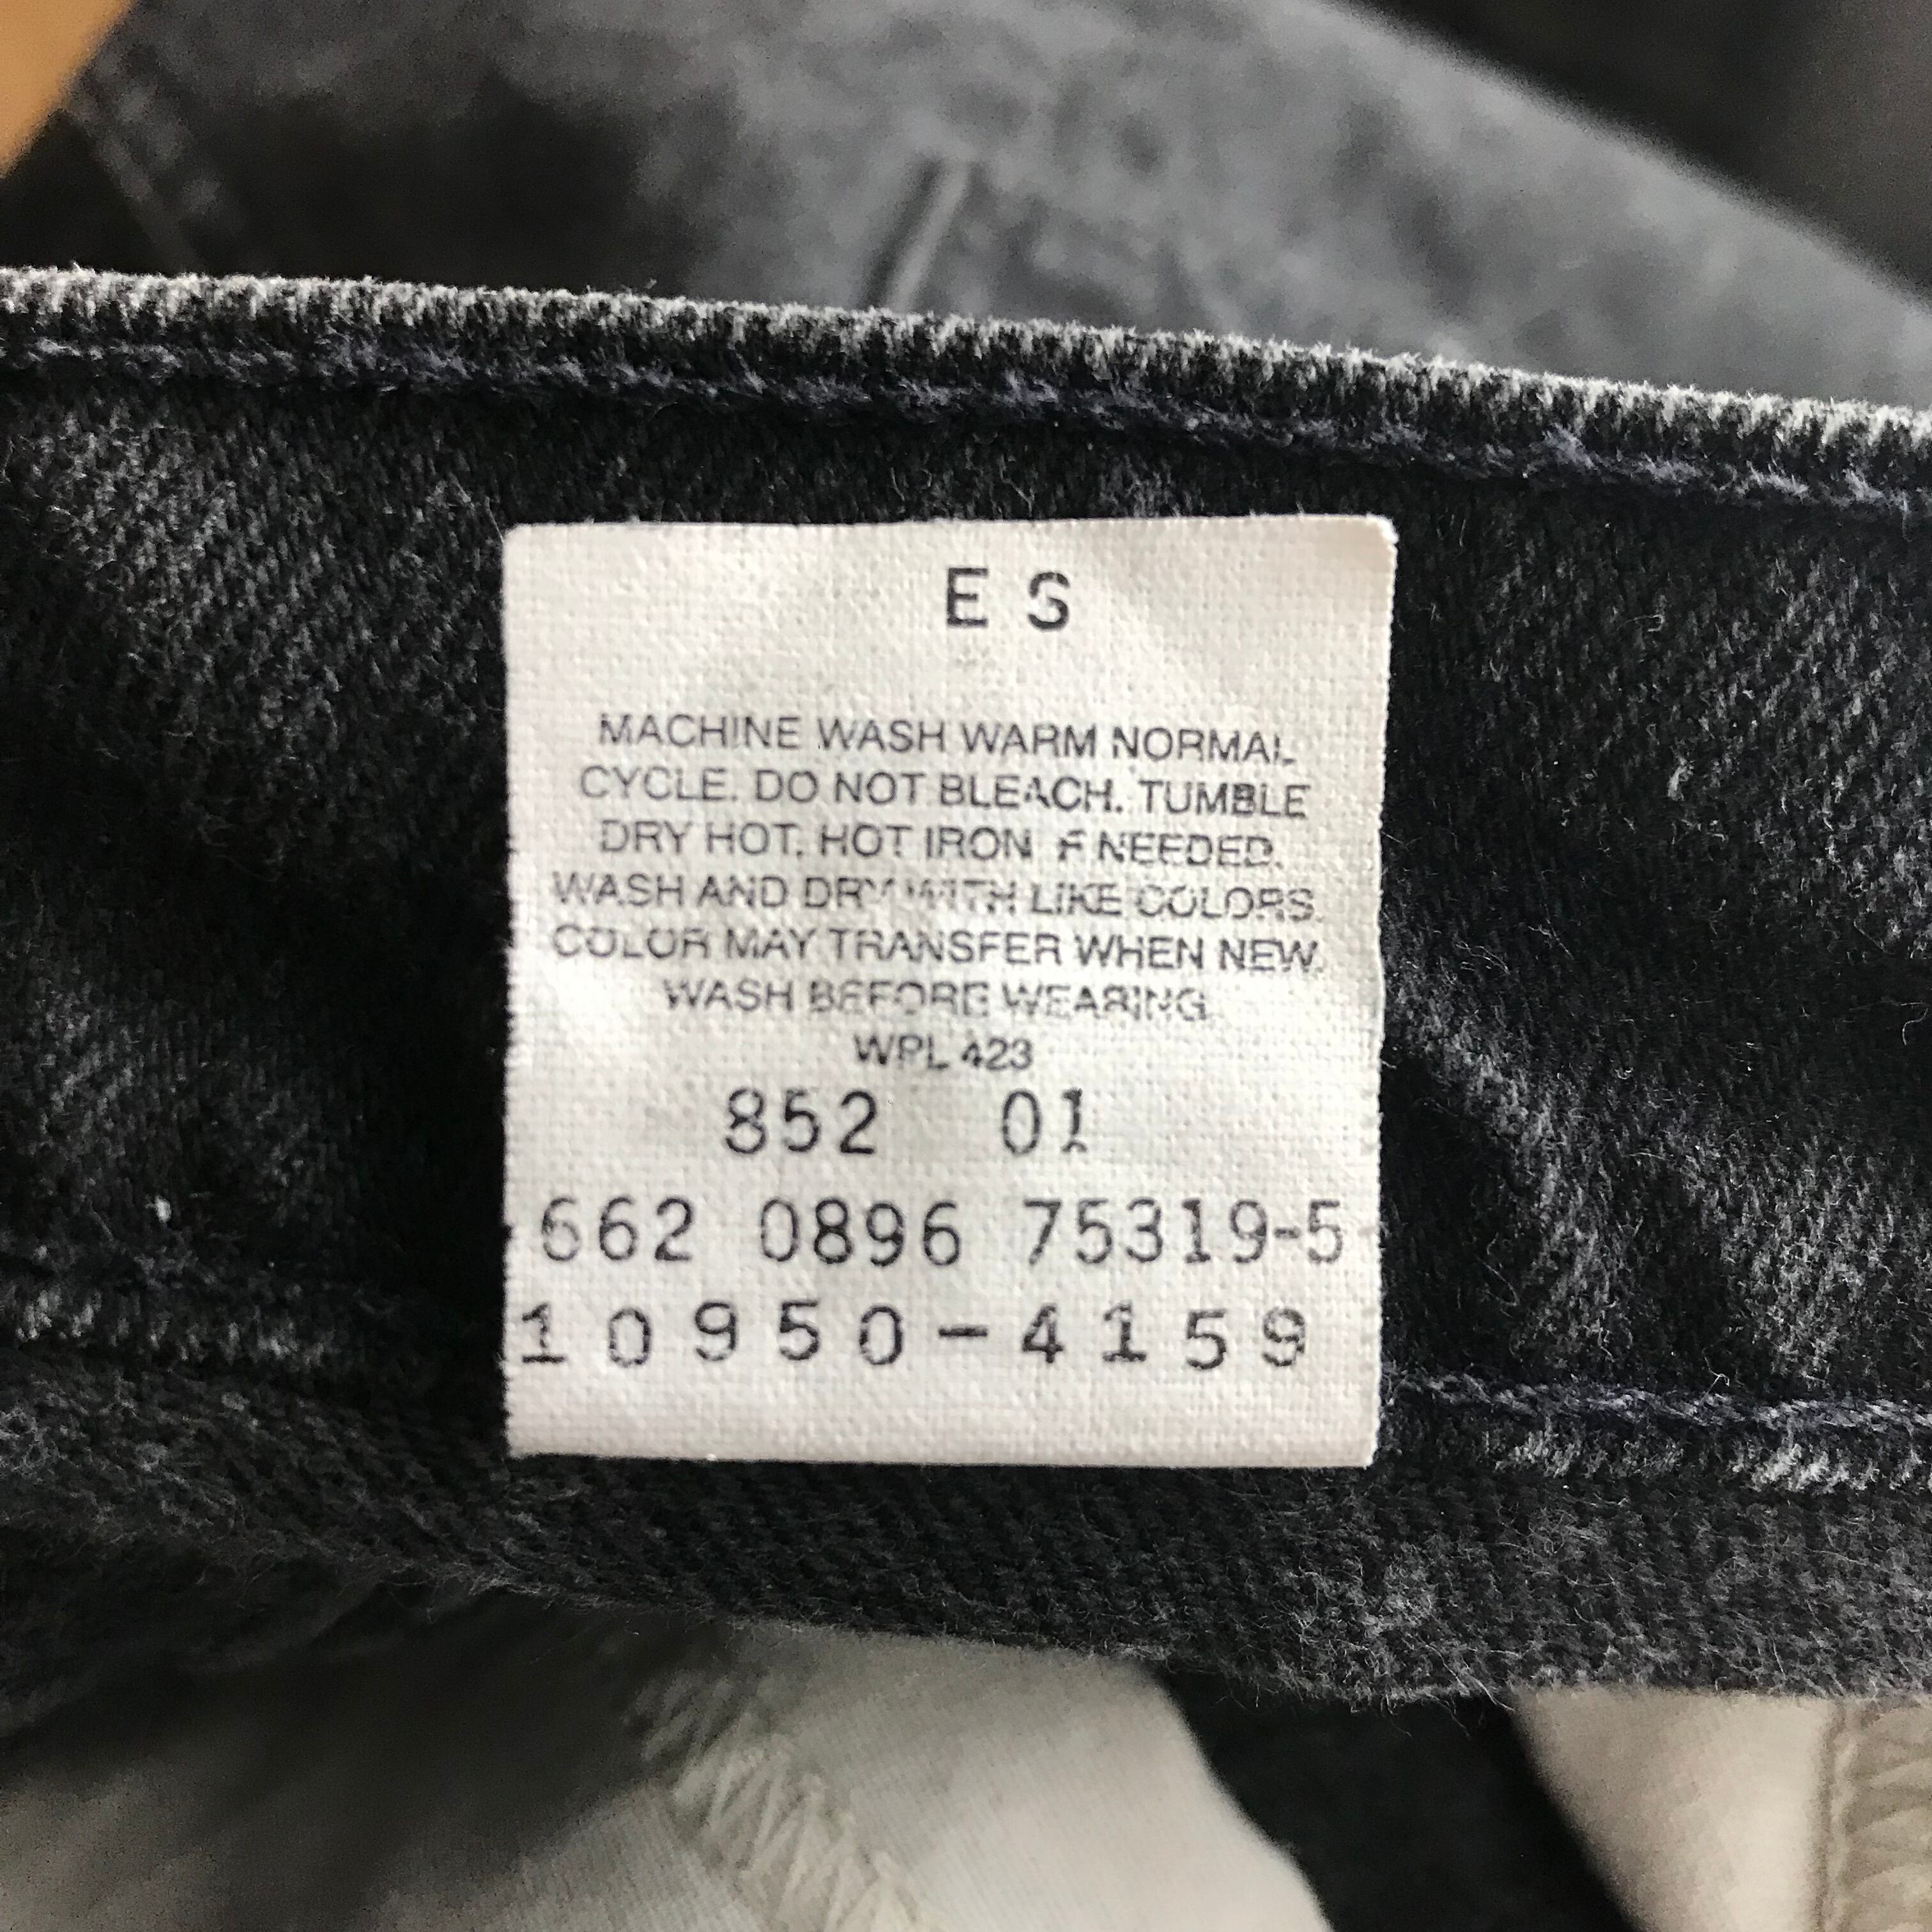 E S
MACHINE WASH WARM NORMAL
CYCLE. DO NOT BLEACH. TUMBLE
DRY HOT. HOT IRON IF NEEDED.
WASH AND DRY WITH LIKE COLORS.
COLOR MAY TRANSFER WHEN NEW.
WASH BEFORE WEARING.
WPL 423
852 01
662 0896 75319-5
10950-4159